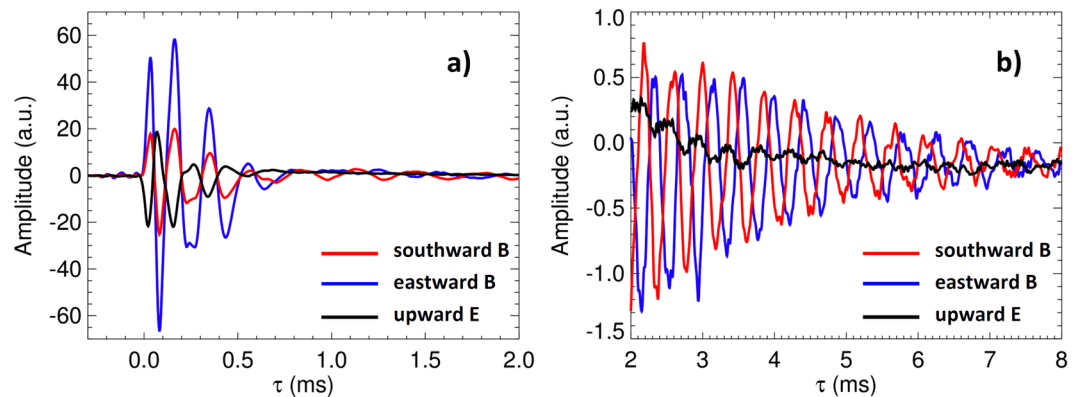 a)
60
40
20
0
-20
-40
-60
Amplitude (a.u.)
southward B
eastward B
upward E
0.0
0.5
1.0
1.5
2.0
τ (ms)
b)
1.0
0.5
0.0
-0.5
-1.0
-1.5
Amplitude (a.u.)
southward B
eastward B
upward E
2
3
4
5
6
7
8
τ (ms)